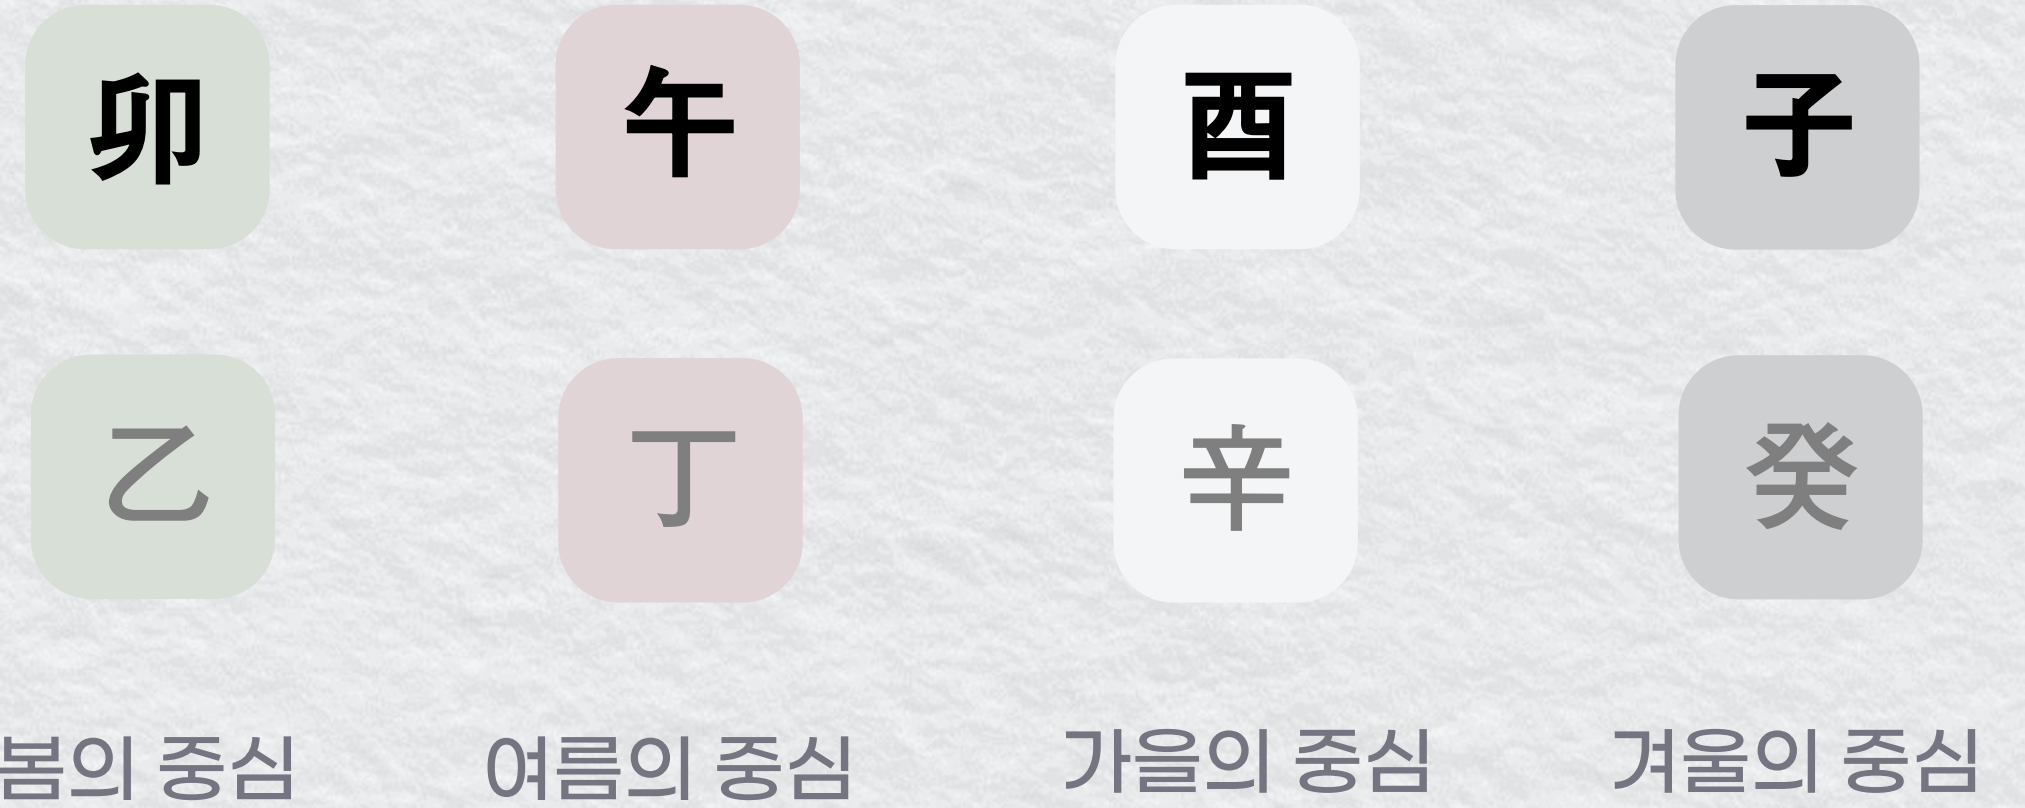 卯 午 酉 子
乙 丁 辛 癸
봄의 중심 여름의 중심 가을의 중심 겨울의 중심